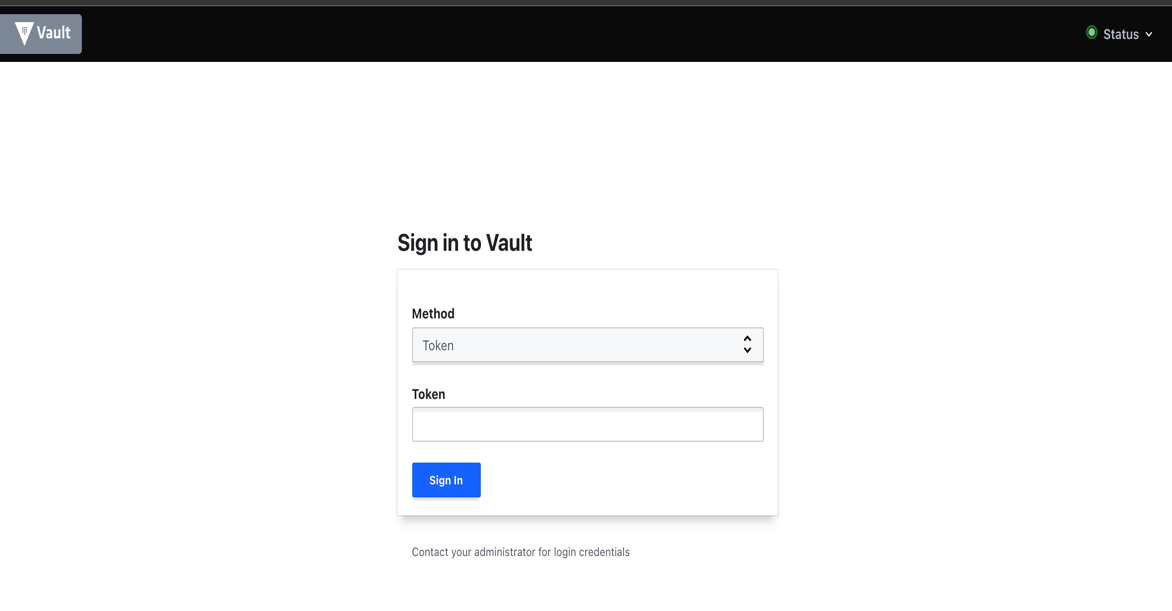 Vault
Status
Sign in to Vault
Method
Token
Token
Sign In
Contact your administrator for login credentials